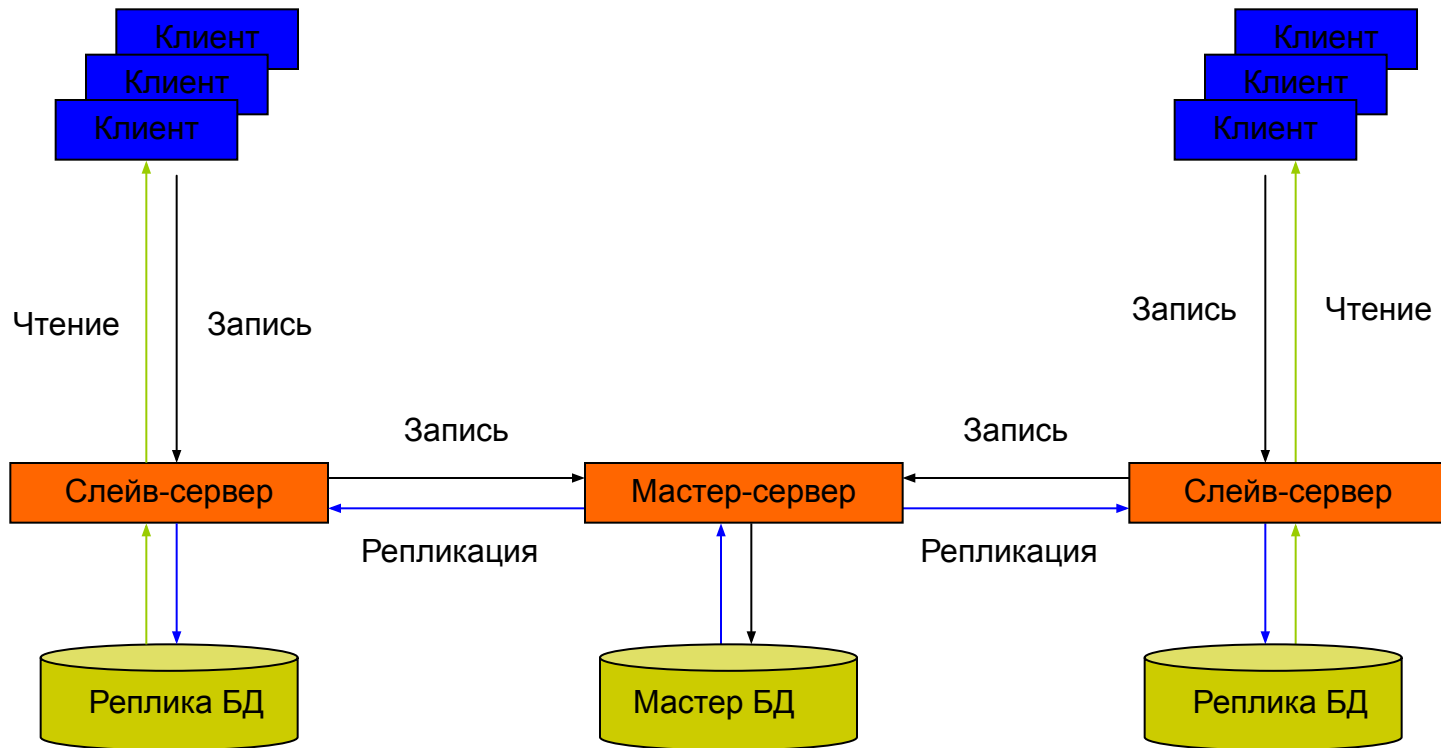 Клиент
Клиент
Клиент
Клиент
Клиент
Клиент
Чтение
Запись
Запись
Чтение
Запись
Запись
Слейв-сервер
Мастер-сервер
Слейв-сервер
Репликация
Репликация
Реплика БД
Мастер БД
Реплика БД